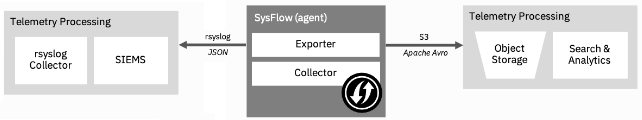 Telemetry Processing
rsyslog
Collector
SIEMS
rsyslog
JSON
SysFlow (agent)
Exporter
Collector
S3
Apache Avro
Telemetry Processing
Object
Storage
Search &
Analytics